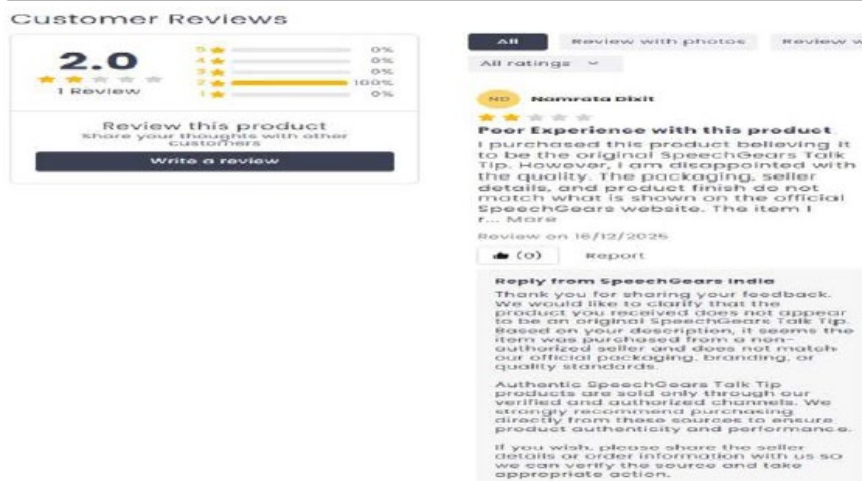 Customer Reviews
2.0
1 Review
5 0%
4 0%
3 0%
2 100%
1 0%
Review this product
Share your thoughts with other
customers
Write a review
All
Review with photos
Review w
All ratings
ND Namrata Dixit
Poor Experience with this product
I purchased this product believing it
to be the original SpeechGears Talk
Tip. However, I am disappointed with
the quality. The packaging, seller
details, and product finish do not
match what is shown on the official
SpeechGears website. The item I
r... More
Review on 16/12/2025
(0)
Report
Reply from SpeechGears India
Thank you for sharing your feedback.
We would like to clarify that the
product you received does not appear
to be an original SpeechGears Talk Tip.
Based on your description, it seems the
item was purchased from a non-
authorized seller and does not match
our official packaging, branding, or
quality standards.
Authentic SpeechGears Talk Tip
products are sold only through our
verified and authorized channels. We
strongly recommend purchasing
directly from these sources to ensure
product authenticity and performance.
If you wish, please share the seller
details or order information with us so
we can verify the source and take
appropriate action.